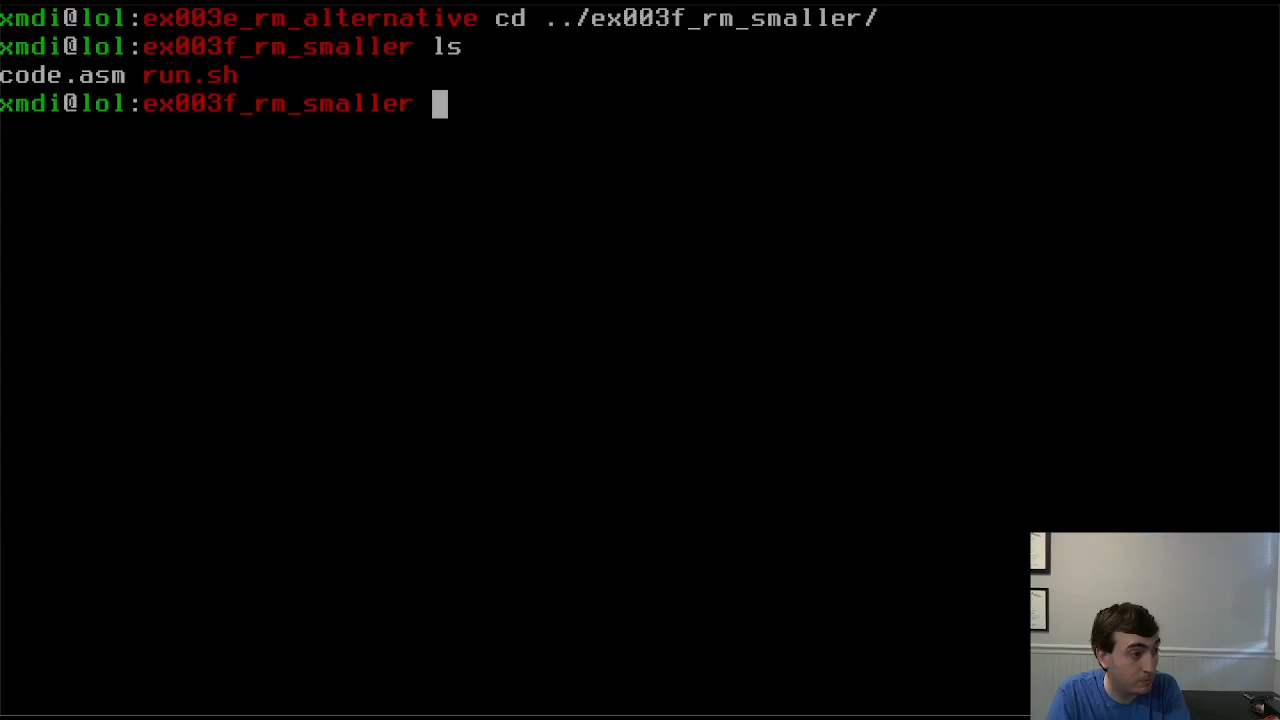 xmdi@lol:ex003e_rm_alternative cd ../ex003f_rm_smaller/
xmdi@lol:ex003f_rm_smaller ls
code.asm run.sh
xmdi@lol:ex003f_rm_smaller